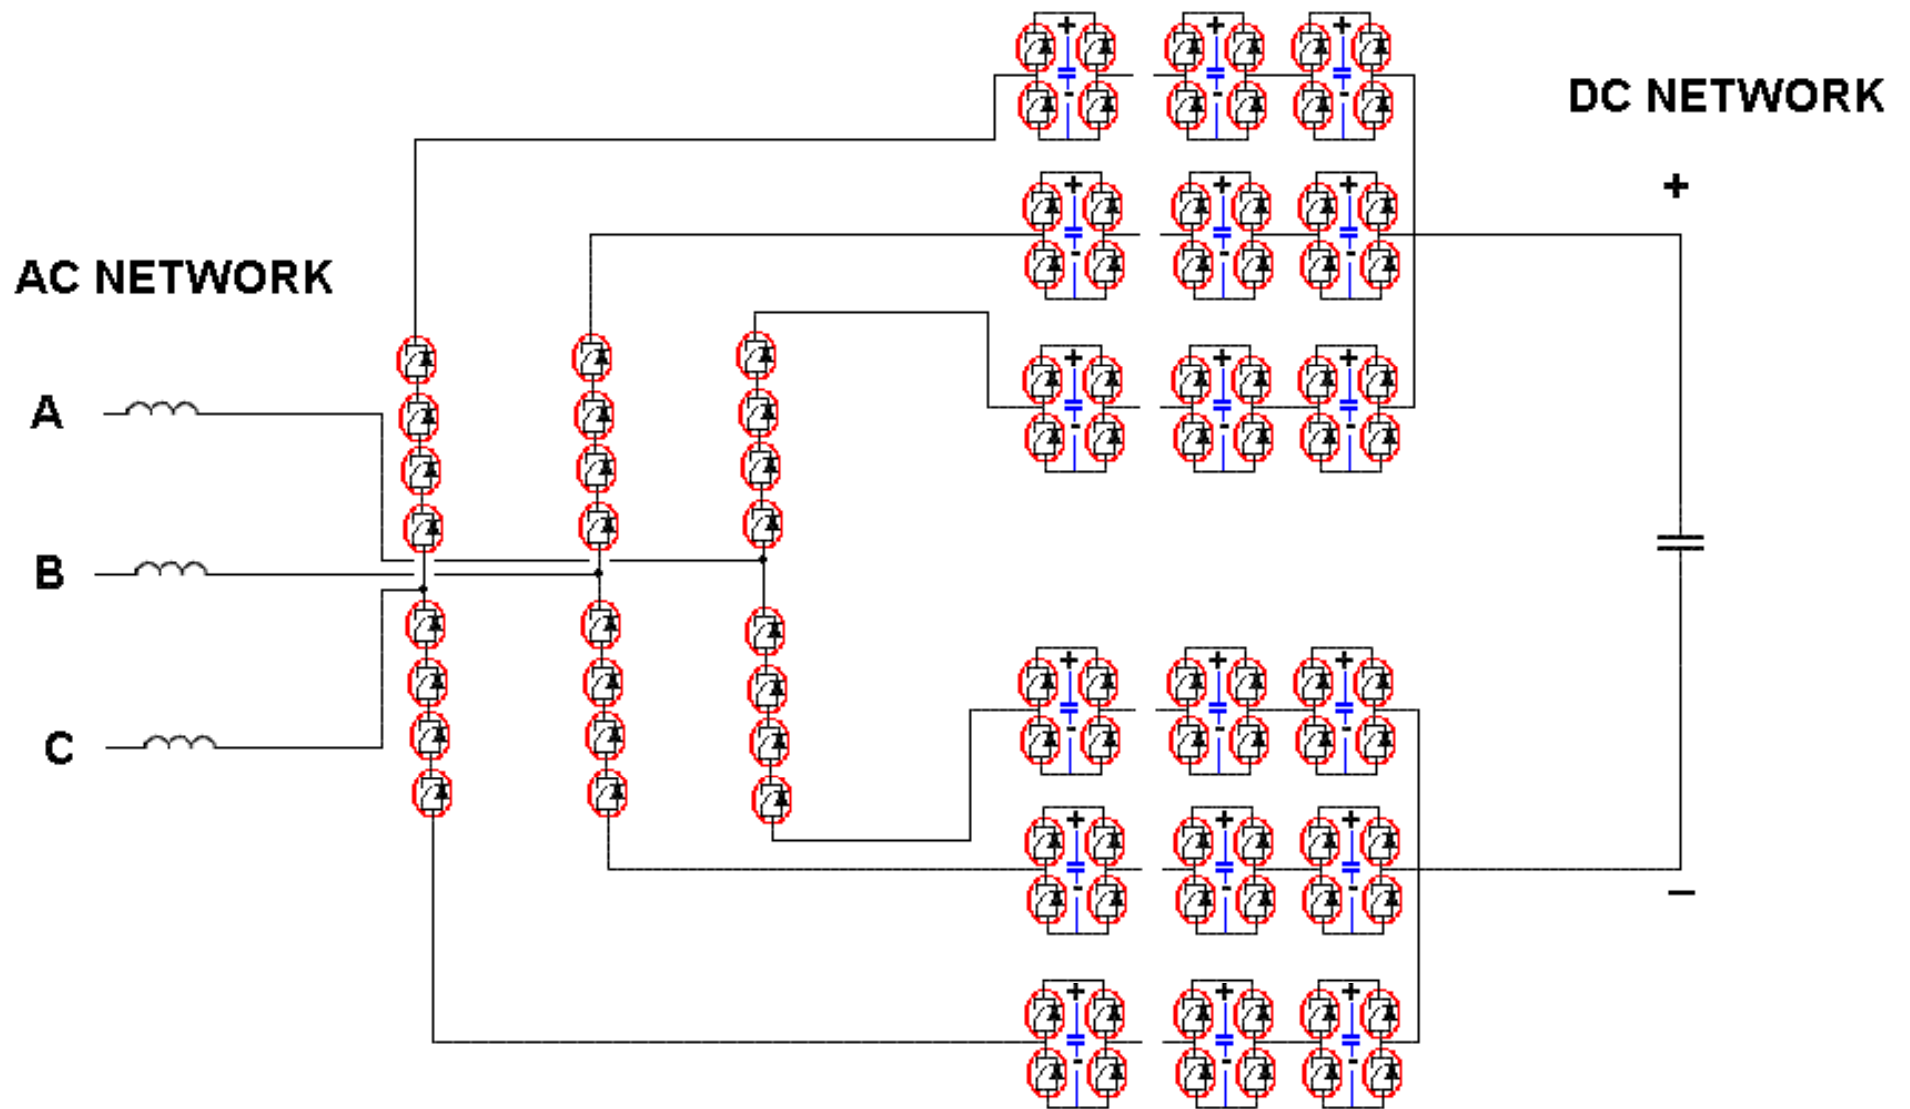 DC NETWORK
+
AC NETWORK
A
B
C
−
+ + +
- - -
+ + +
- - -
+ + +
- - -
+ + +
- - -
+ + +
- - -
+ + +
- - -